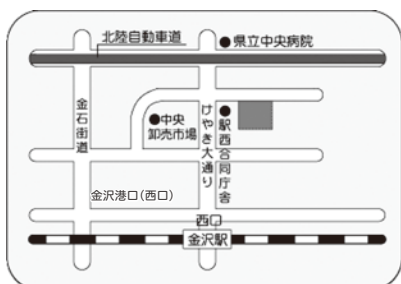 北陸自動車道
●県立中央病院
金石街道
●中央
卸売市場
けやき大通り
●駅西合同庁舎
金沢港口(西口)
西口
金沢駅